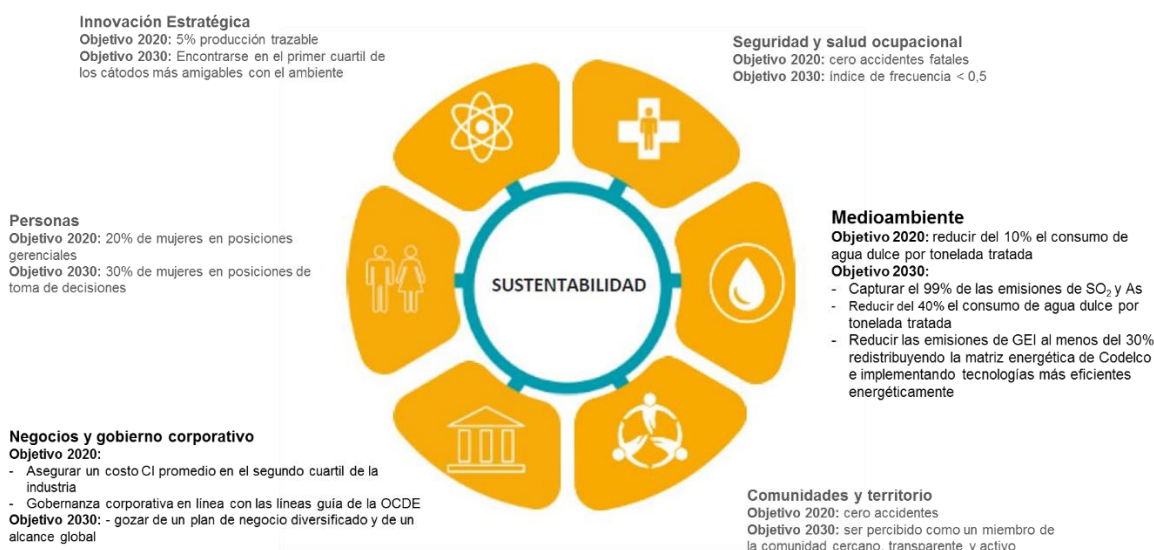 Innovación Estratégica
Objetivo 2020: 5% producción trazable
Objetivo 2030: Encontrarse en el primer cuartil de
los cátodos más amigables con el ambiente
Seguridad y salud ocupacional
Objetivo 2020: cero accidentes fatales
Objetivo 2030: índice de frecuencia < 0,5
Personas
Objetivo 2020: 20% de mujeres en posiciones
gerenciales
Objetivo 2030: 30% de mujeres en posiciones de
toma de decisiones
SUSTENTABILIDAD
Medioambiente
Objetivo 2020: reducir del 10% el consumo de
agua dulce por tonelada tratada
Objetivo 2030:
- Capturar el 99% de las emisiones de SO₂ y As
- Reducir del 40% el consumo de agua dulce por
tonelada tratada
- Reducir las emisiones de GEI al menos del 30%
redistribuyendo la matriz energética de Codelco
e implementando tecnologías más eficientes
energéticamente
Negocios y gobierno corporativo
Objetivo 2020:
- Asegurar un costo CI promedio en el segundo cuartil de la
industria
- Gobernanza corporativa en línea con las líneas guía de la OCDE
Objetivo 2030: - gozar de un plan de negocio diversificado y de un
alcance global
Comunidades y territorio
Objetivo 2020: cero accidentes
Objetivo 2030: ser percibido como un miembro de
la comunidad cercano, transparente y activo